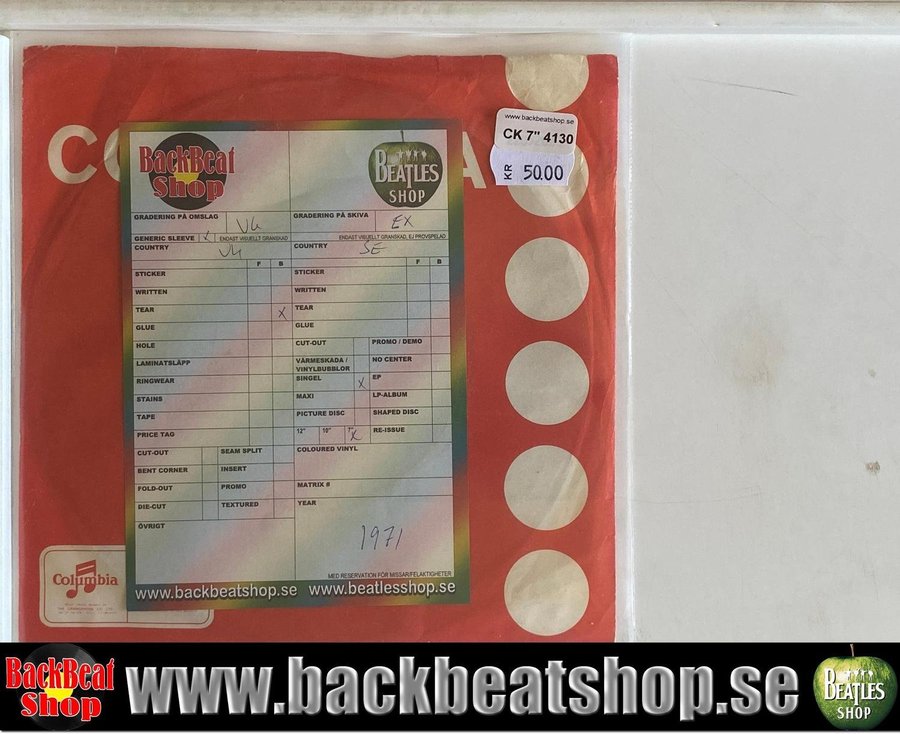 www.backbeatshop.se
CK 7" 4130
KR 50.00
CO
A
BackBeat
Shop
BEATLES
SHOP
GRADERING PÅ OMSLAG VG
GRADERING PÅ SKIVA EX
GENERIC SLEEVE x ENDAST VISUELLT GRANSKAD
ENDAST VISUELLT GRANSKAD, EJ PROVSPELAD
COUNTRY
COUNTRY SE
F B
F B
STICKER
WRITTEN
TEAR X
GLUE
HOLE
LAMINATSLÄPP
RINGWEAR
STAINS
TAPE
PRICE TAG
STICKER
WRITTEN
TEAR
GLUE
CUT-OUT PROMO / DEMO
VÄRMESKADA / NO CENTER
VINYLBUBBLOR
SINGEL X EP
MAXI LP-ALBUM
PICTURE DISC SHAPED DISC
12" 10" 7" X RE-ISSUE
CUT-OUT SEAM SPLIT
BENT CORNER INSERT
FOLD-OUT PROMO
DIE-CUT TEXTURED
ÖVRIGT
COLOURED VINYL
MATRIX #
YEAR
1971
MED RESERVATION FÖR MISSAR/FELAKTIGHETER
www.backbeatshop.se www.beatlesshop.se
Columbia
BackBeat
Shop
www.backbeatshop.se
BEATLES
SHOP